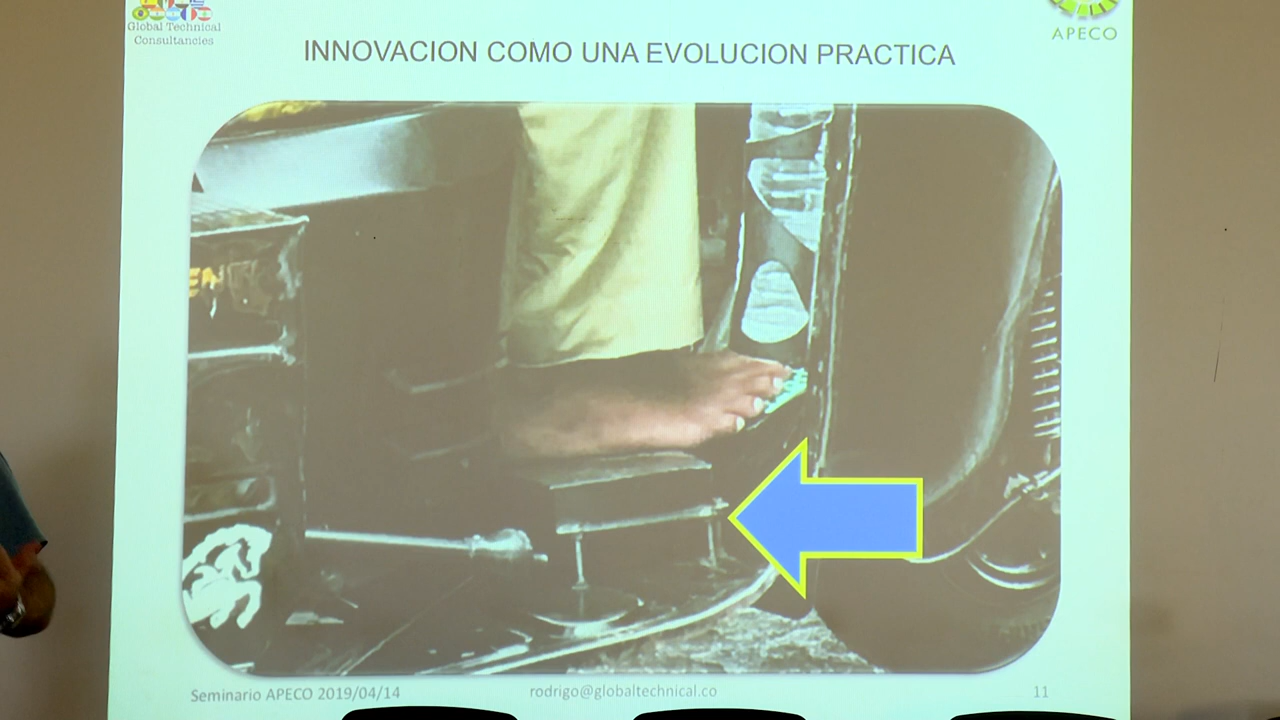 Global Technical
Consultancies
APECO
INNOVACION COMO UNA EVOLUCION PRACTICA
Seminario APECO 2019/04/14
rodrigo@globaltechnical.co
11